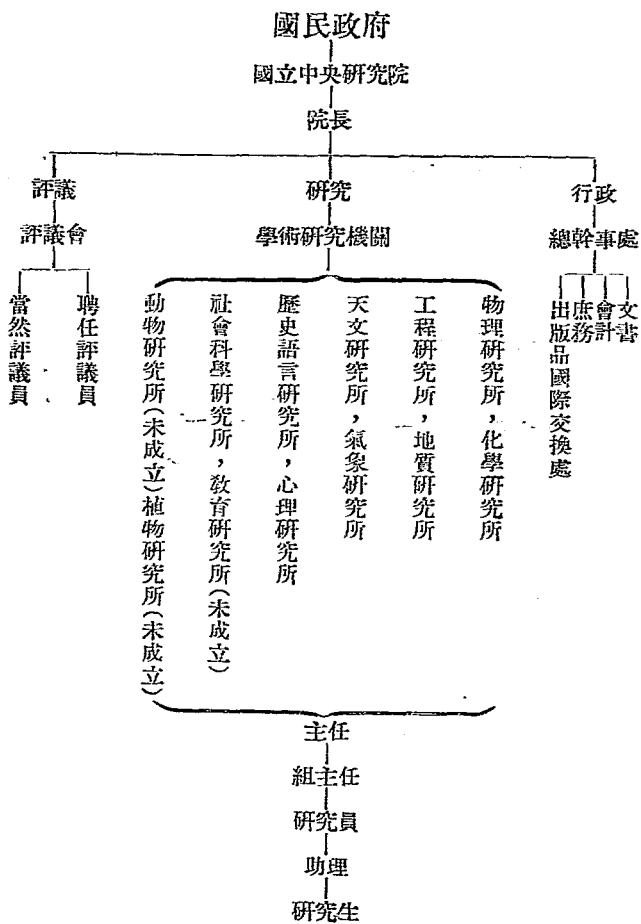 國民政府
國立中央研究院
院長
行政
總幹事處
文書
會計
庶務
出版品國際交換處
研究
學術研究機關
物理研究所，化學研究所
工程研究所，地質研究所
天文研究所，氣象研究所
歷史語言研究所，心理研究所
社會科學研究所，敎育研究所(未成立)
動物研究所(未成立)植物研究所(未成立)
主任
組主任
研究員
助理
研究生
評議
評議會
聘任評議員
當然評議員